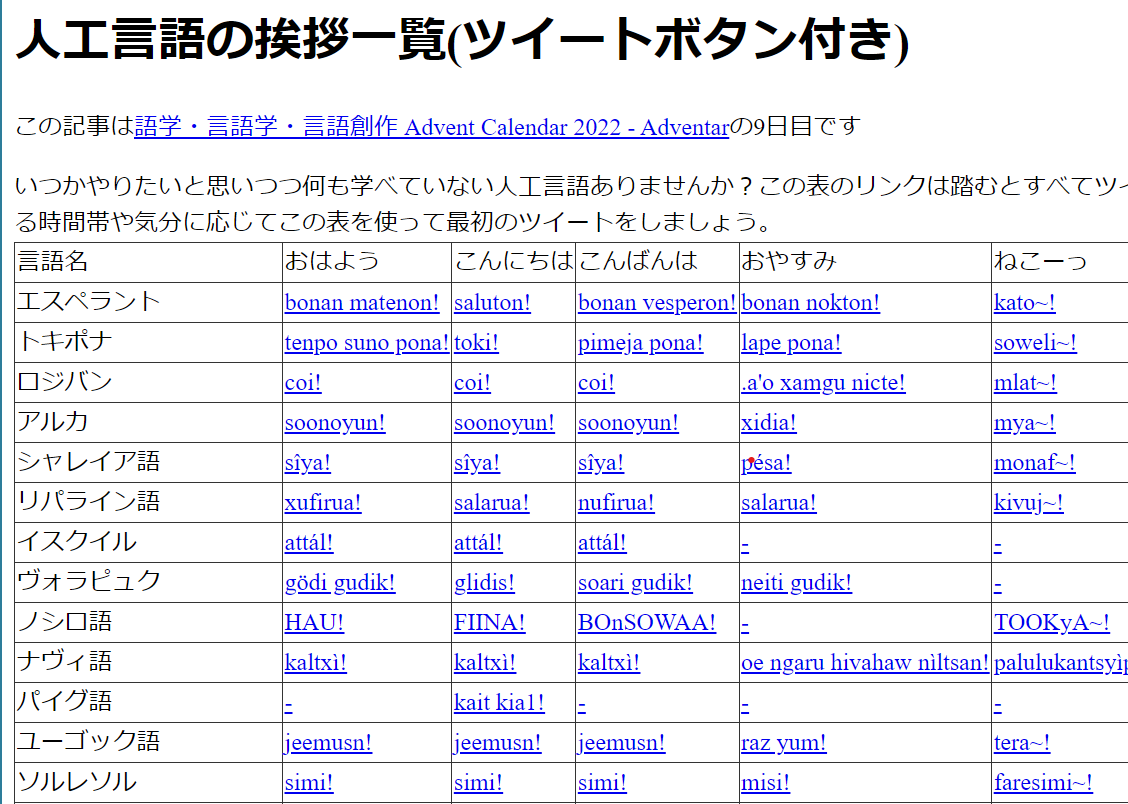 人工言語の挨拶一覧(ツイートボタン付き)
この記事は語学・言語学・言語創作 Advent Calendar 2022 - Adventarの9日目です
いつかやりたいと思いつつ何も学べていない人工言語ありませんか？この表のリンクは踏むとすべてツイ
る時間帯や気分に応じてこの表を使って最初のツイートをしましょう。
言語名 おはよう こんにちは こんばんは おやすみ ねこーっ
エスペラント bonan matenon! saluton! bonan vesperon! bonan nokton! kato~!
トキポナ tenpo suno pona! toki! pimeja pona! lape pona! soweli~!
ロジバン coi! coi! coi! .a'o xamgu nicte! mlat~!
アルカ soonoyun! soonoyun! soonoyun! xidia! mya~!
シャレイア語 sîya! sîya! sîya! pésa! monaf~!
リパライン語 xufirua! salarua! nufirua! salarua! kivuj~!
イスクイル attál! attál! attál! - -
ヴォラピュク gödi gudik! glidis! soari gudik! neiti gudik! -
ノシロ語 HAU! FIINA! BOnSOWAA! - TOOKyA~!
ナヴィ語 kaltxì! kaltxì! kaltxì! oe ngaru hivahaw nìltsan! palulukantsyìp
パイグ語 - kait kia1! - - -
ユーゴック語 jeemusn! jeemusn! jeemusn! raz yum! tera~!
ソルレソル simi! simi! simi! misi! faresimi~!